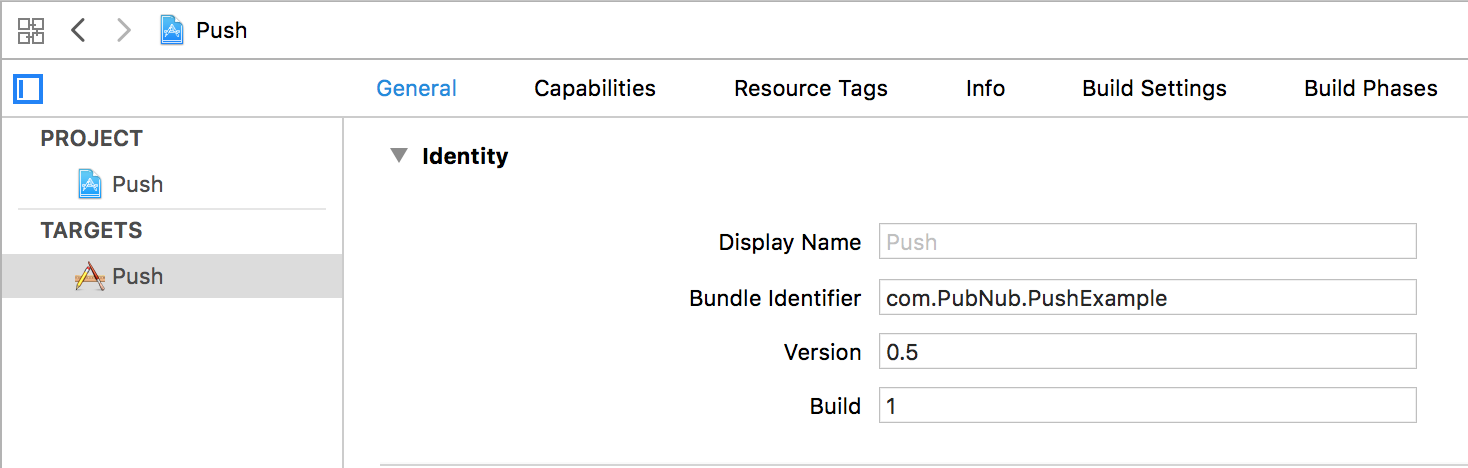 Push
General Capabilities Resource Tags Info Build Settings Build Phases
PROJECT
Push
TARGETS
Push
Identity
Display Name Push
Bundle Identifier com.PubNub.PushExample
Version 0.5
Build 1